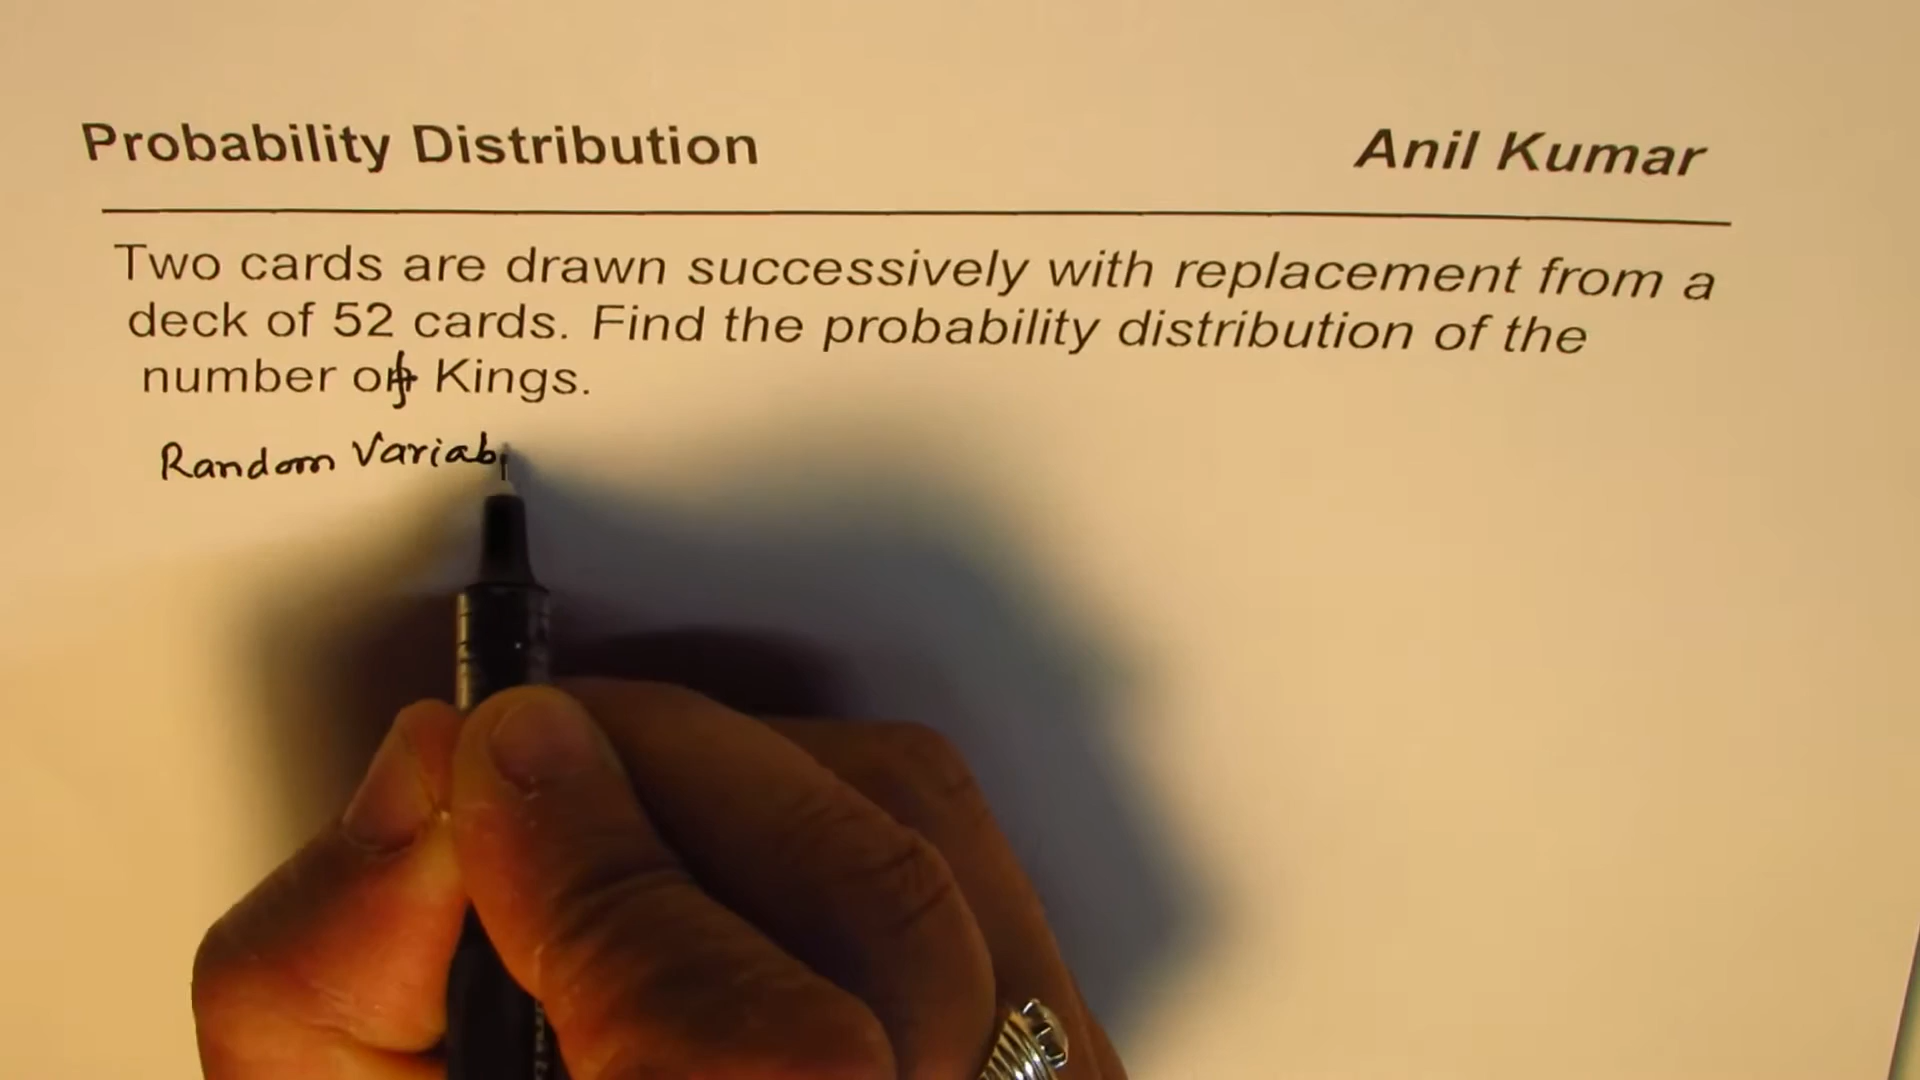 Probability Distribution Anil Kumar
Two cards are drawn successively with replacement from a
deck of 52 cards. Find the probability distribution of the
number of Kings.
Random Variab